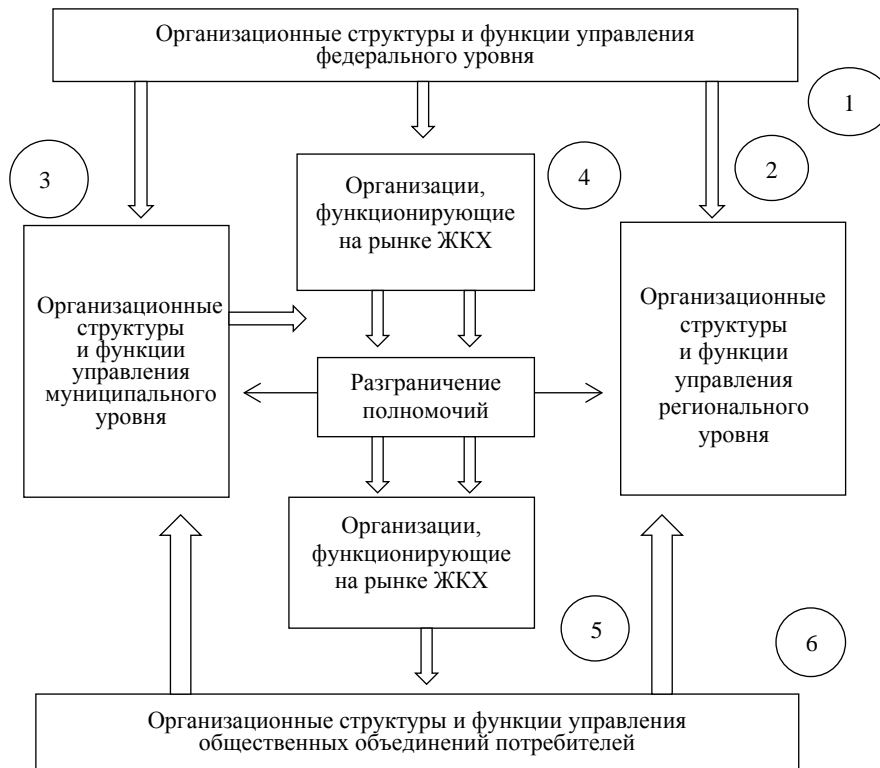 Организационные структуры и функции управления
федерального уровня
1
3
Организации,
функционирующие
на рынке ЖКХ
4
2
Организационные
структуры
и функции
управления
муниципального
уровня
Разграничение
полномочий
Организационные
структуры
и функции
управления
регионального
уровня
Организации,
функционирующие
на рынке ЖКХ
5
6
Организационные структуры и функции управления
общественных объединений потребителей